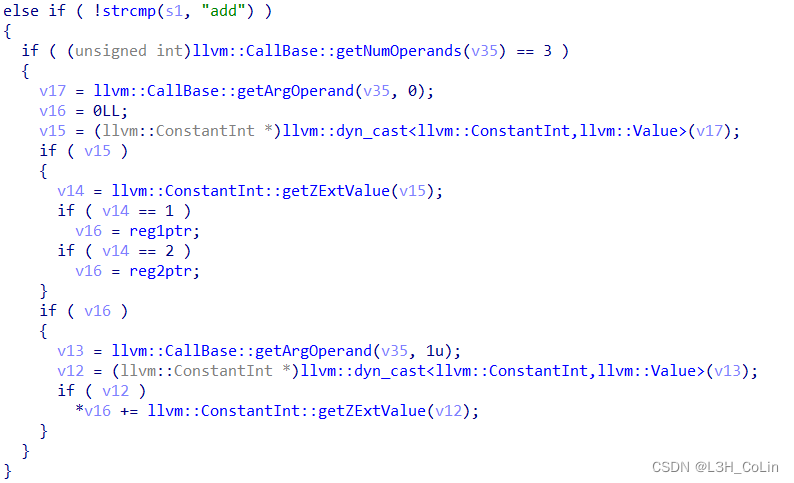 else if ( !strcmp(s1, "add") )
{
  if ( (unsigned int)llvm::CallBase::getNumOperands(v35) == 3 )
  {
    v17 = llvm::CallBase::getArgOperand(v35, 0);
    v16 = 0LL;
    v15 = (llvm::ConstantInt *)llvm::dyn_cast<llvm::ConstantInt,llvm::Value>(v17);
    if ( v15 )
    {
      v14 = llvm::ConstantInt::getZExtValue(v15);
      if ( v14 == 1 )
        v16 = reg1ptr;
      if ( v14 == 2 )
        v16 = reg2ptr;
    }
    if ( v16 )
    {
      v13 = llvm::CallBase::getArgOperand(v35, 1u);
      v12 = (llvm::ConstantInt *)llvm::dyn_cast<llvm::ConstantInt,llvm::Value>(v13);
      if ( v12 )
        *v16 += llvm::ConstantInt::getZExtValue(v12);
    }
  }
}
CSDN @L3H_CoLin